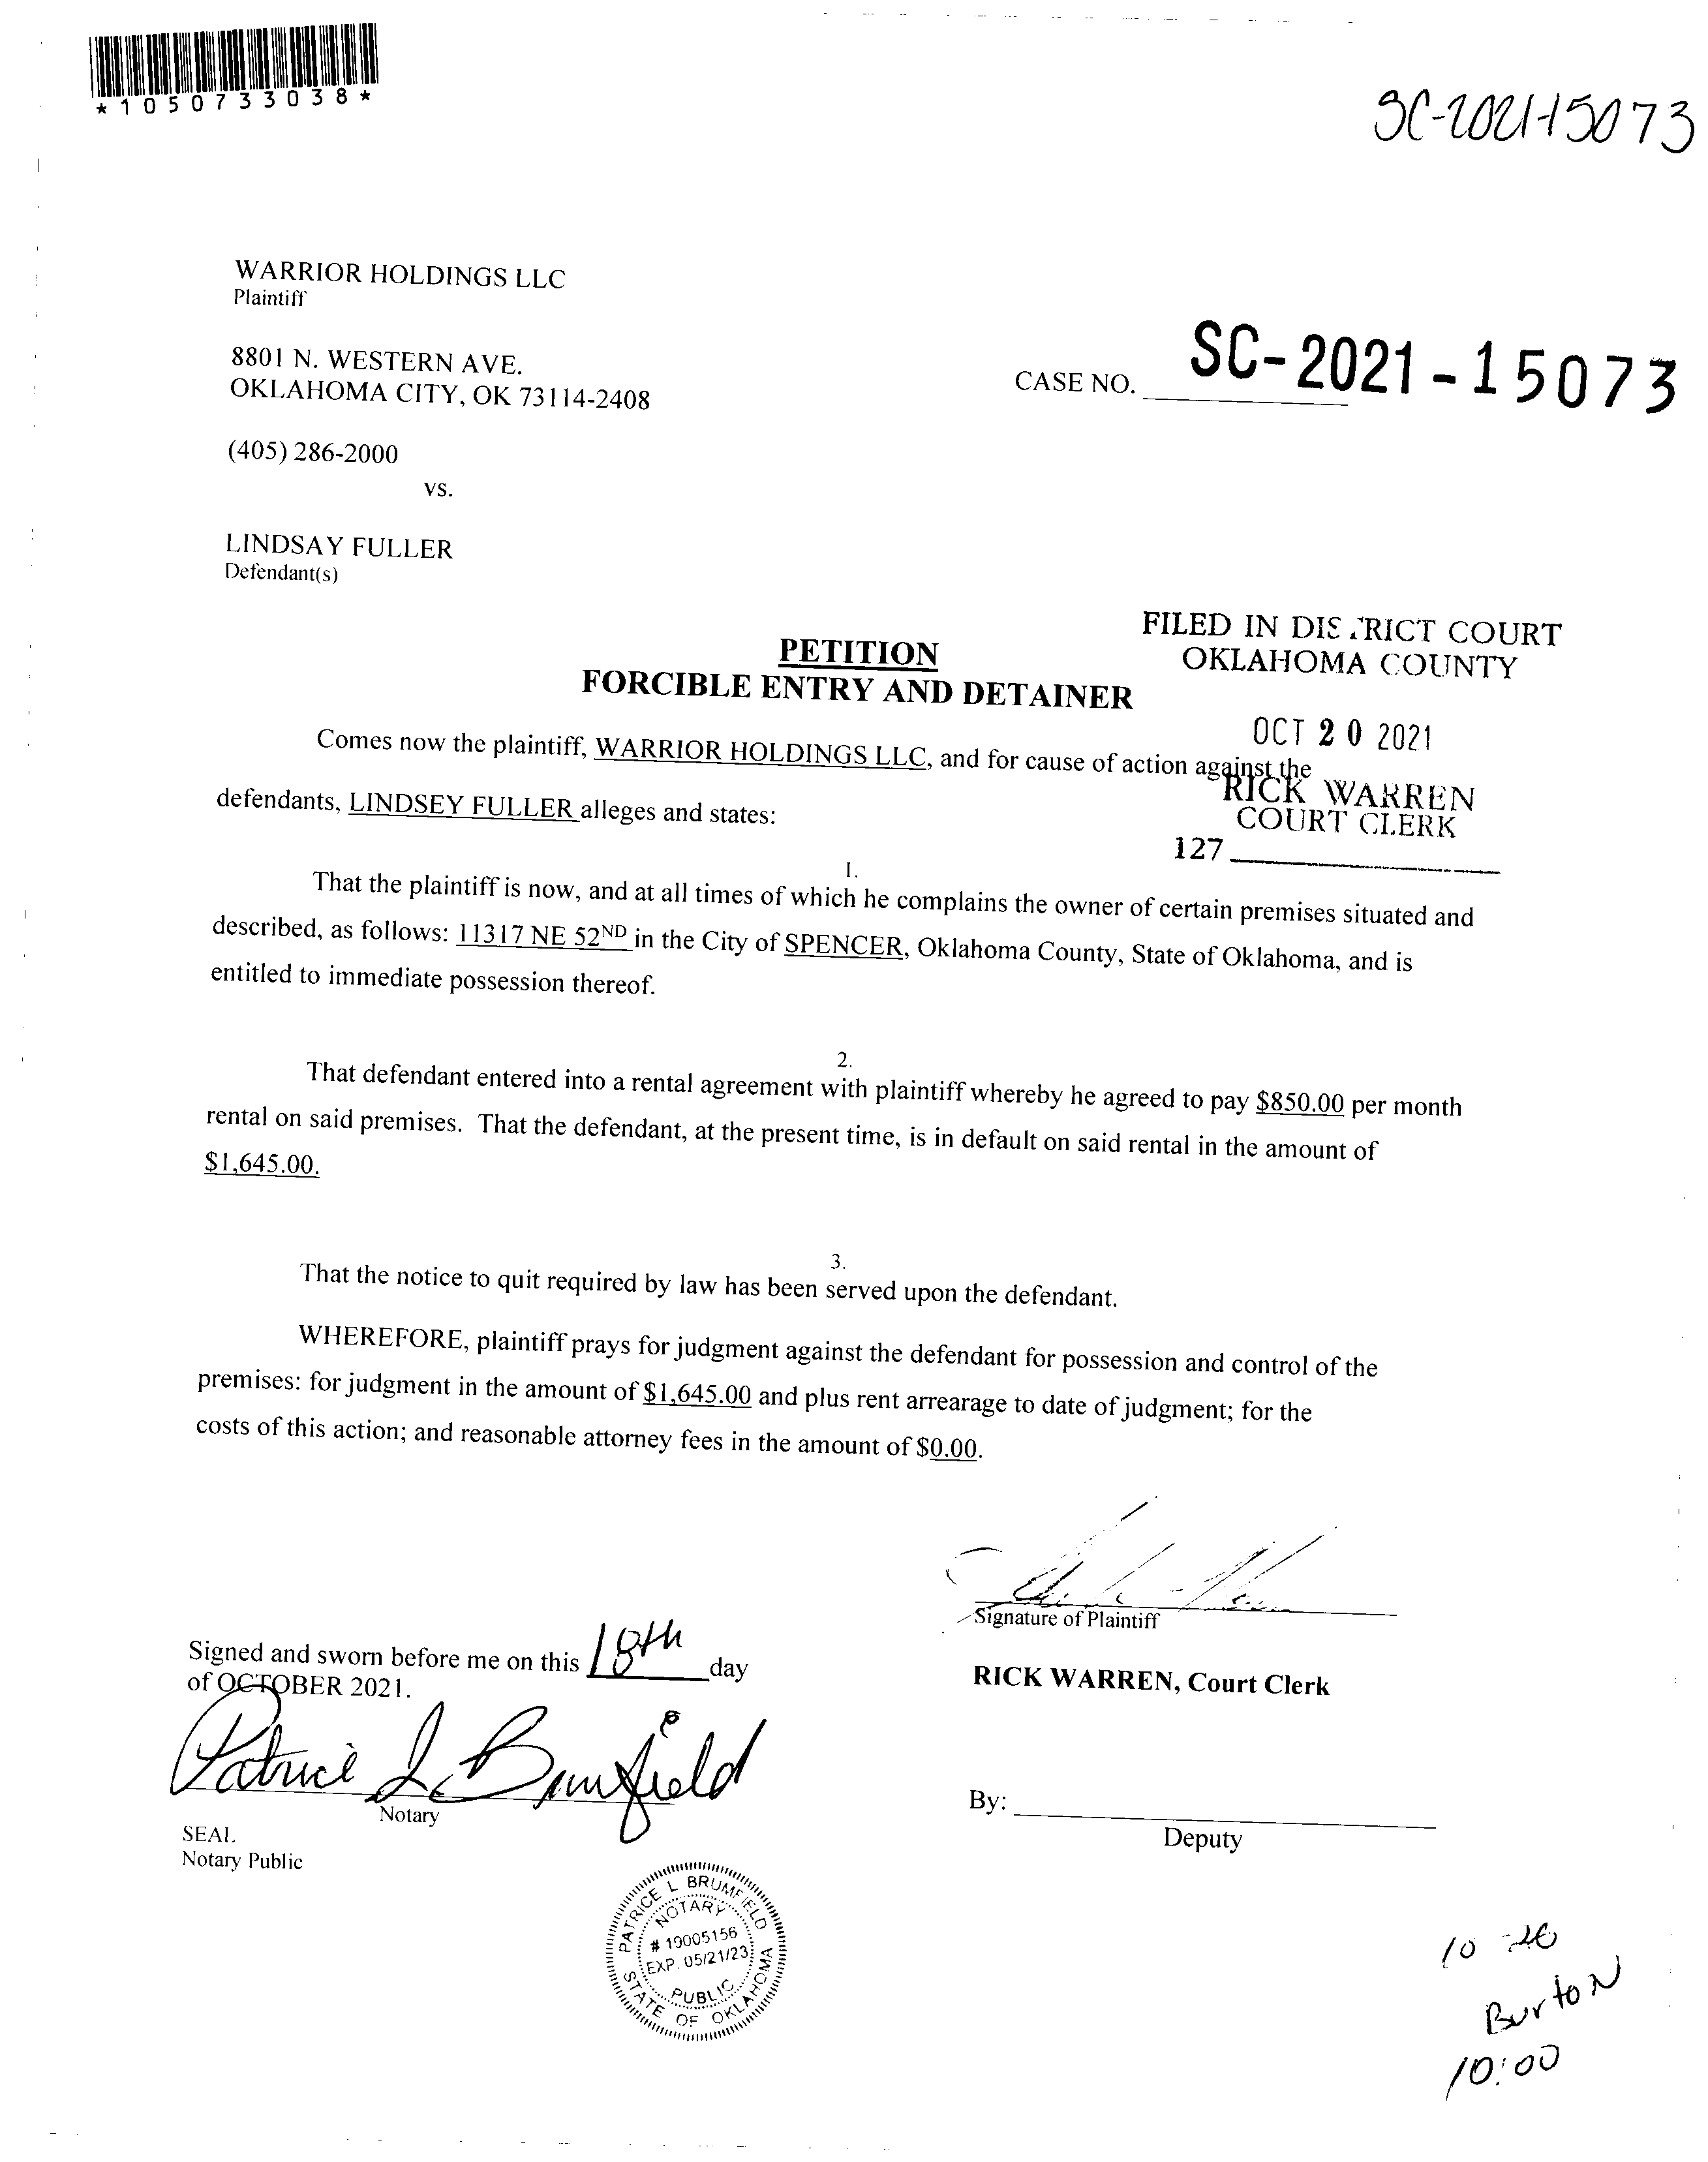 *1050733038*
SC-2021-15073
WARRIOR HOLDINGS LLC
Plaintiff
8801 N. WESTERN AVE.
OKLAHOMA CITY, OK 73114-2408
CASE NO. SC-2021-15073
(405) 286-2000
vs.
LINDSAY FULLER
Defendant(s)
FILED IN DISTRICT COURT
OKLAHOMA COUNTY
OCT 20 2021
RICK WARREN
COURT CLERK
127
PETITION
FORCIBLE ENTRY AND DETAINER
Comes now the plaintiff, WARRIOR HOLDINGS LLC, and for cause of action against the
defendants, LINDSEY FULLER alleges and states:
1.
That the plaintiff is now, and at all times of which he complains the owner of certain premises situated and
described, as follows: 11317 NE 52ND in the City of SPENCER, Oklahoma County, State of Oklahoma, and is
entitled to immediate possession thereof.
2.
That defendant entered into a rental agreement with plaintiff whereby he agreed to pay $850.00 per month
rental on said premises. That the defendant, at the present time, is in default on said rental in the amount of
$1,645.00.
3.
That the notice to quit required by law has been served upon the defendant.
WHEREFORE, plaintiff prays for judgment against the defendant for possession and control of the
premises: for judgment in the amount of $1,645.00 and plus rent arrearage to date of judgment; for the
costs of this action; and reasonable attorney fees in the amount of $0.00.
Signature of Plaintiff
Signed and sworn before me on this 18th day
of OCTOBER 2021.
RICK WARREN, Court Clerk
Patrice L Brumfield
Notary
SEAL
Notary Public
By:
Deputy
PATRICE L BRUMFIELD
NOTARY
# 19005156
EXP. 05/21/23
PUBLIC
STATE OF OKLAHOMA
10-26
Burton
10:00